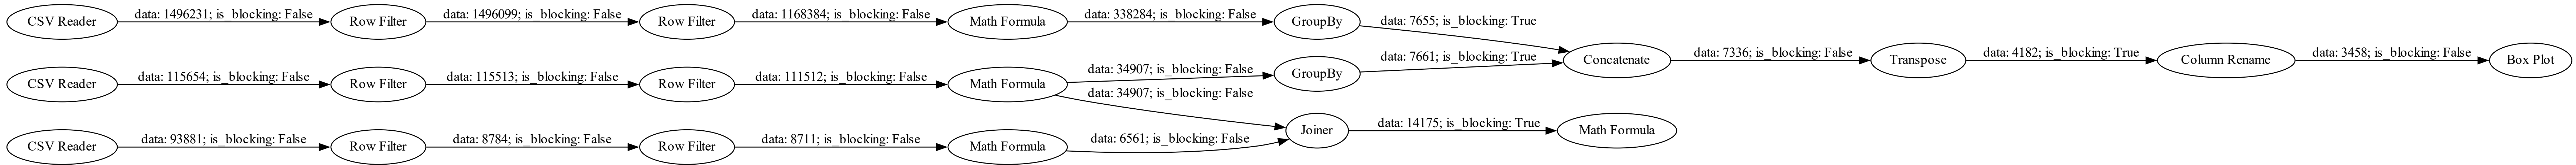 CSV Reader data: 1496231; is_blocking: False Row Filter data: 1496099; is_blocking: False Row Filter data: 1168384; is_blocking: False Math Formula data: 338284; is_blocking: False GroupBy data: 7655; is_blocking: True
CSV Reader data: 115654; is_blocking: False Row Filter data: 115513; is_blocking: False Row Filter data: 111512; is_blocking: False Math Formula data: 34907; is_blocking: False GroupBy data: 7661; is_blocking: True Concatenate data: 7336; is_blocking: False Transpose data: 4182; is_blocking: True Column Rename data: 3458; is_blocking: False Box Plot
data: 34907; is_blocking: False
Joiner data: 14175; is_blocking: True Math Formula
CSV Reader data: 93881; is_blocking: False Row Filter data: 8784; is_blocking: False Row Filter data: 8711; is_blocking: False Math Formula data: 6561; is_blocking: False